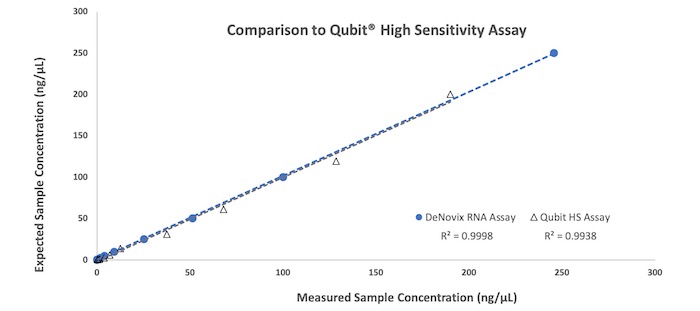 Comparison to Qubit® High Sensitivity Assay
Expected Sample Concentration (ng/µL)
300
250
200
150
100
50
0
0 50 100 150 200 250 300
DeNovix RNA Assay Qubit HS Assay
R² = 0.9998 R² = 0.9938
Measured Sample Concentration (ng/µL)